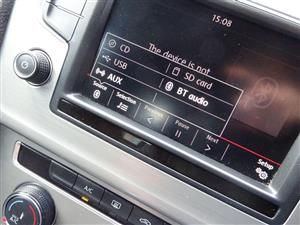 15:08
The device is not
CD
USB
SD card
AUX
BT audio
Source
Selection
Previous
Pause
Next
Setup
A/C